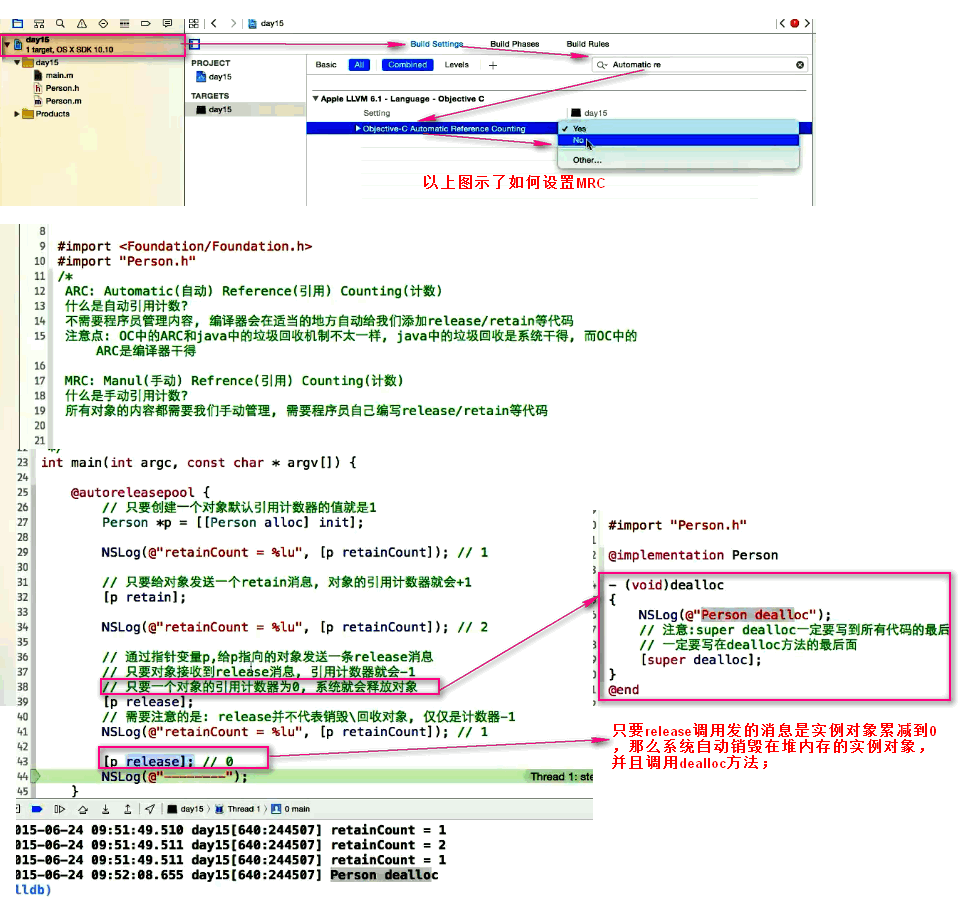 day15
day15
1 target, OS X SDK 10.10
day15
main.m
Person.h
Person.m
Products
PROJECT
day15
TARGETS
day15
Build Settings
Build Phases
Build Rules
Basic
All
Combined
Levels
+
Automatic re
Apple LLVM 6.1 - Language - Objective C
Setting
day15
Objective-C Automatic Reference Counting
Yes
No
Other...
以上图示了如何设置MRC
8
9 #import <Foundation/Foundation.h>
10 #import "Person.h"
11 /*
12 ARC: Automatic(自动) Reference(引用) Counting(计数)
13 什么是自动引用计数?
14 不需要程序员管理内容, 编译器会在适当的地方自动给我们添加release/retain等代码
15 注意点: OC中的ARC和java中的垃圾回收机制不太一样, java中的垃圾回收是系统干得, 而OC中的
ARC是编译器干得
16
17 MRC: Manul(手动) Refrence(引用) Counting(计数)
18 什么是手动引用计数?
19 所有对象的内容都需要我们手动管理, 需要程序员自己编写release/retain等代码
20
21
23 int main(int argc, const char * argv[]) {
24
25 @autoreleasepool {
26 // 只要创建一个对象默认引用计数器的值就是1
27 Person *p = [[Person alloc] init];
28
29 NSLog(@"retainCount = %lu", [p retainCount]); // 1
30
31 // 只要给对象发送一个retain消息, 对象的引用计数器就会+1
32 [p retain];
33
34 NSLog(@"retainCount = %lu", [p retainCount]); // 2
35
36 // 通过指针变量p,给p指向的对象发送一条release消息
37 // 只要对象接收到release消息, 引用计数器就会-1
38 // 只要一个对象的引用计数器为0, 系统就会释放对象
39 [p release];
40 // 需要注意的是: release并不代表销毁\回收对象, 仅仅是计数器-1
41 NSLog(@"retainCount = %lu", [p retainCount]); // 1
42
43 [p release]; // 0
44 NSLog(@"--------");
Thread 1: ste
45 }
#import "Person.h"
@implementation Person
- (void)dealloc
{
NSLog(@"Person dealloc");
// 注意:super dealloc一定要写到所有代码的最后
// 一定要写在dealloc方法的最后面
[super dealloc];
}
@end
只要release调用发的消息是实例对象累减到0
，那么系统自动销毁在堆内存的实例对象，
并且调用dealloc方法；
day15
Thread 1
0 main
015-06-24 09:51:49.510 day15[640:244507] retainCount = 1
015-06-24 09:51:49.511 day15[640:244507] retainCount = 2
015-06-24 09:51:49.511 day15[640:244507] retainCount = 1
015-06-24 09:52:08.655 day15[640:244507] Person dealloc
lldb)